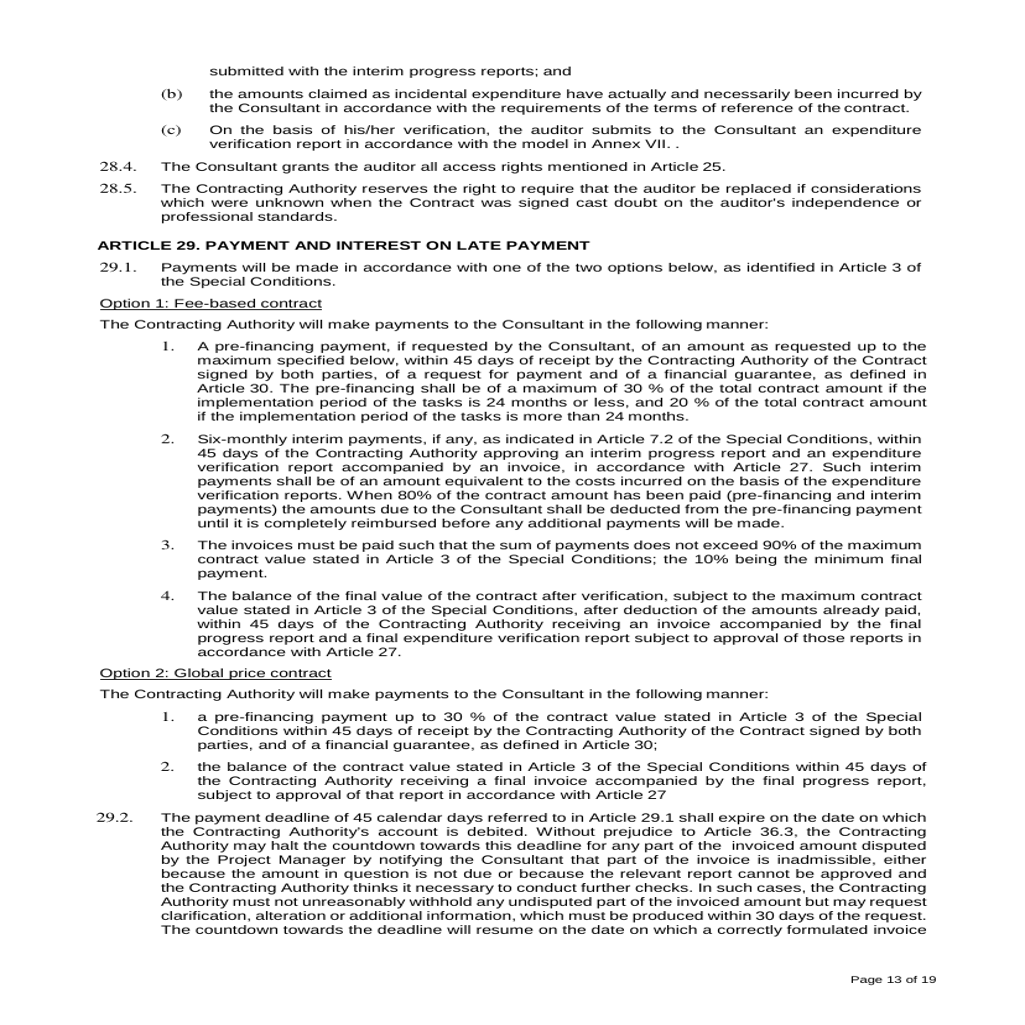 submitted with the interim progress reports; and
(b) the amounts claimed as incidental expenditure have actually and necessarily been incurred by
the Consultant in accordance with the requirements of the terms of reference of the contract.
(c) On the basis of his/her verification, the auditor submits to the Consultant an expenditure
verification report in accordance with the model in Annex VII. .
28.4. The Consultant grants the auditor all access rights mentioned in Article 25.
28.5. The Contracting Authority reserves the right to require that the auditor be replaced if considerations
which were unknown when the Contract was signed cast doubt on the auditor's independence or
professional standards.
ARTICLE 29. PAYMENT AND INTEREST ON LATE PAYMENT
29.1. Payments will be made in accordance with one of the two options below, as identified in Article 3 of
the Special Conditions.
Option 1: Fee-based contract
The Contracting Authority will make payments to the Consultant in the following manner:
1. A pre-financing payment, if requested by the Consultant, of an amount as requested up to the
maximum specified below, within 45 days of receipt by the Contracting Authority of the Contract
signed by both parties, of a request for payment and of a financial guarantee, as defined in
Article 30. The pre-financing shall be of a maximum of 30 % of the total contract amount if the
implementation period of the tasks is 24 months or less, and 20 % of the total contract amount
if the implementation period of the tasks is more than 24 months.
2. Six-monthly interim payments, if any, as indicated in Article 7.2 of the Special Conditions, within
45 days of the Contracting Authority approving an interim progress report and an expenditure
verification report accompanied by an invoice, in accordance with Article 27. Such interim
payments shall be of an amount equivalent to the costs incurred on the basis of the expenditure
verification reports. When 80% of the contract amount has been paid (pre-financing and interim
payments) the amounts due to the Consultant shall be deducted from the pre-financing payment
until it is completely reimbursed before any additional payments will be made.
3. The invoices must be paid such that the sum of payments does not exceed 90% of the maximum
contract value stated in Article 3 of the Special Conditions; the 10% being the minimum final
payment.
4. The balance of the final value of the contract after verification, subject to the maximum contract
value stated in Article 3 of the Special Conditions, after deduction of the amounts already paid,
within 45 days of the Contracting Authority receiving an invoice accompanied by the final
progress report and a final expenditure verification report subject to approval of those reports in
accordance with Article 27.
Option 2: Global price contract
The Contracting Authority will make payments to the Consultant in the following manner:
1. a pre-financing payment up to 30 % of the contract value stated in Article 3 of the Special
Conditions within 45 days of receipt by the Contracting Authority of the Contract signed by both
parties, and of a financial guarantee, as defined in Article 30;
2. the balance of the contract value stated in Article 3 of the Special Conditions within 45 days of
the Contracting Authority receiving a final invoice accompanied by the final progress report,
subject to approval of that report in accordance with Article 27
29.2. The payment deadline of 45 calendar days referred to in Article 29.1 shall expire on the date on which
the Contracting Authority's account is debited. Without prejudice to Article 36.3, the Contracting
Authority may halt the countdown towards this deadline for any part of the invoiced amount disputed
by the Project Manager by notifying the Consultant that part of the invoice is inadmissible, either
because the amount in question is not due or because the relevant report cannot be approved and
the Contracting Authority thinks it necessary to conduct further checks. In such cases, the Contracting
Authority must not unreasonably withhold any undisputed part of the invoiced amount but may request
clarification, alteration or additional information, which must be produced within 30 days of the request.
The countdown towards the deadline will resume on the date on which a correctly formulated invoice
Page 13 of 19